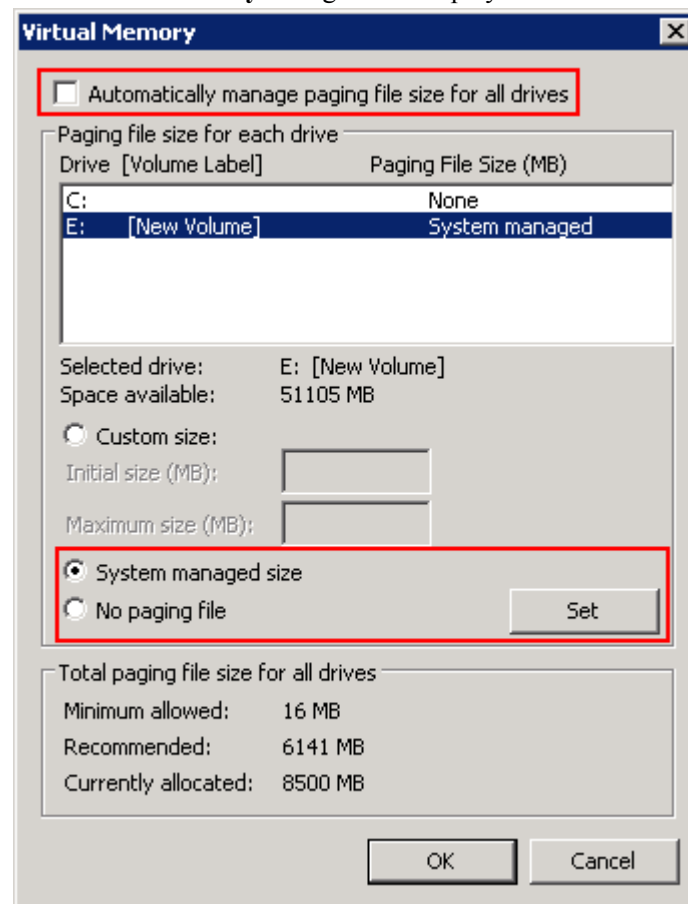 Virtual Memory
Automatically manage paging file size for all drives
Paging file size for each drive
Drive [Volume Label] Paging File Size (MB)
C: None
E: [New Volume] System managed
Selected drive: E: [New Volume]
Space available: 51105 MB
Custom size:
Initial size (MB):
Maximum size (MB):
System managed size
No paging file Set
Total paging file size for all drives
Minimum allowed: 16 MB
Recommended: 6141 MB
Currently allocated: 8500 MB
OK Cancel